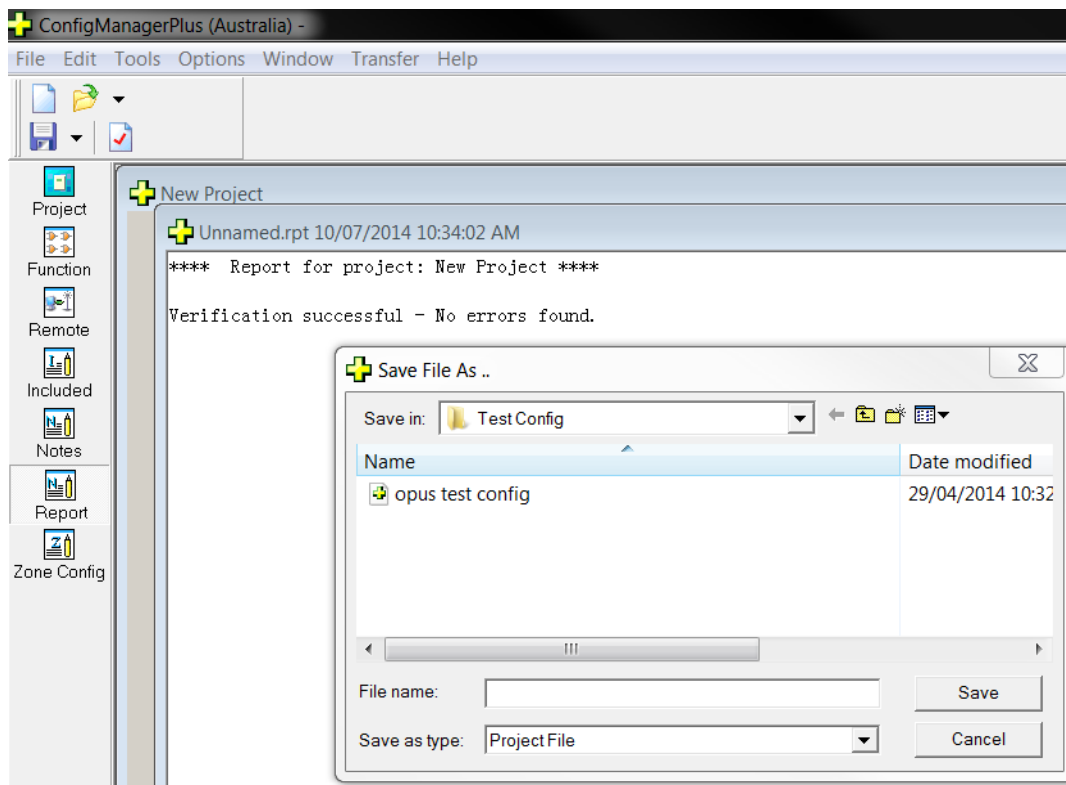 ConfigManagerPlus (Australia) -
File Edit Tools Options Window Transfer Help
Project
Function
Remote
Included
Notes
Report
Zone Config
New Project
Unnamed.rpt 10/07/2014 10:34:02 AM
**** Report for project: New Project ****
Verification successful - No errors found.
Save File As ..
Save in: Test Config
Name Date modified
opus test config 29/04/2014 10:32
File name: Save
Save as type: Project File Cancel